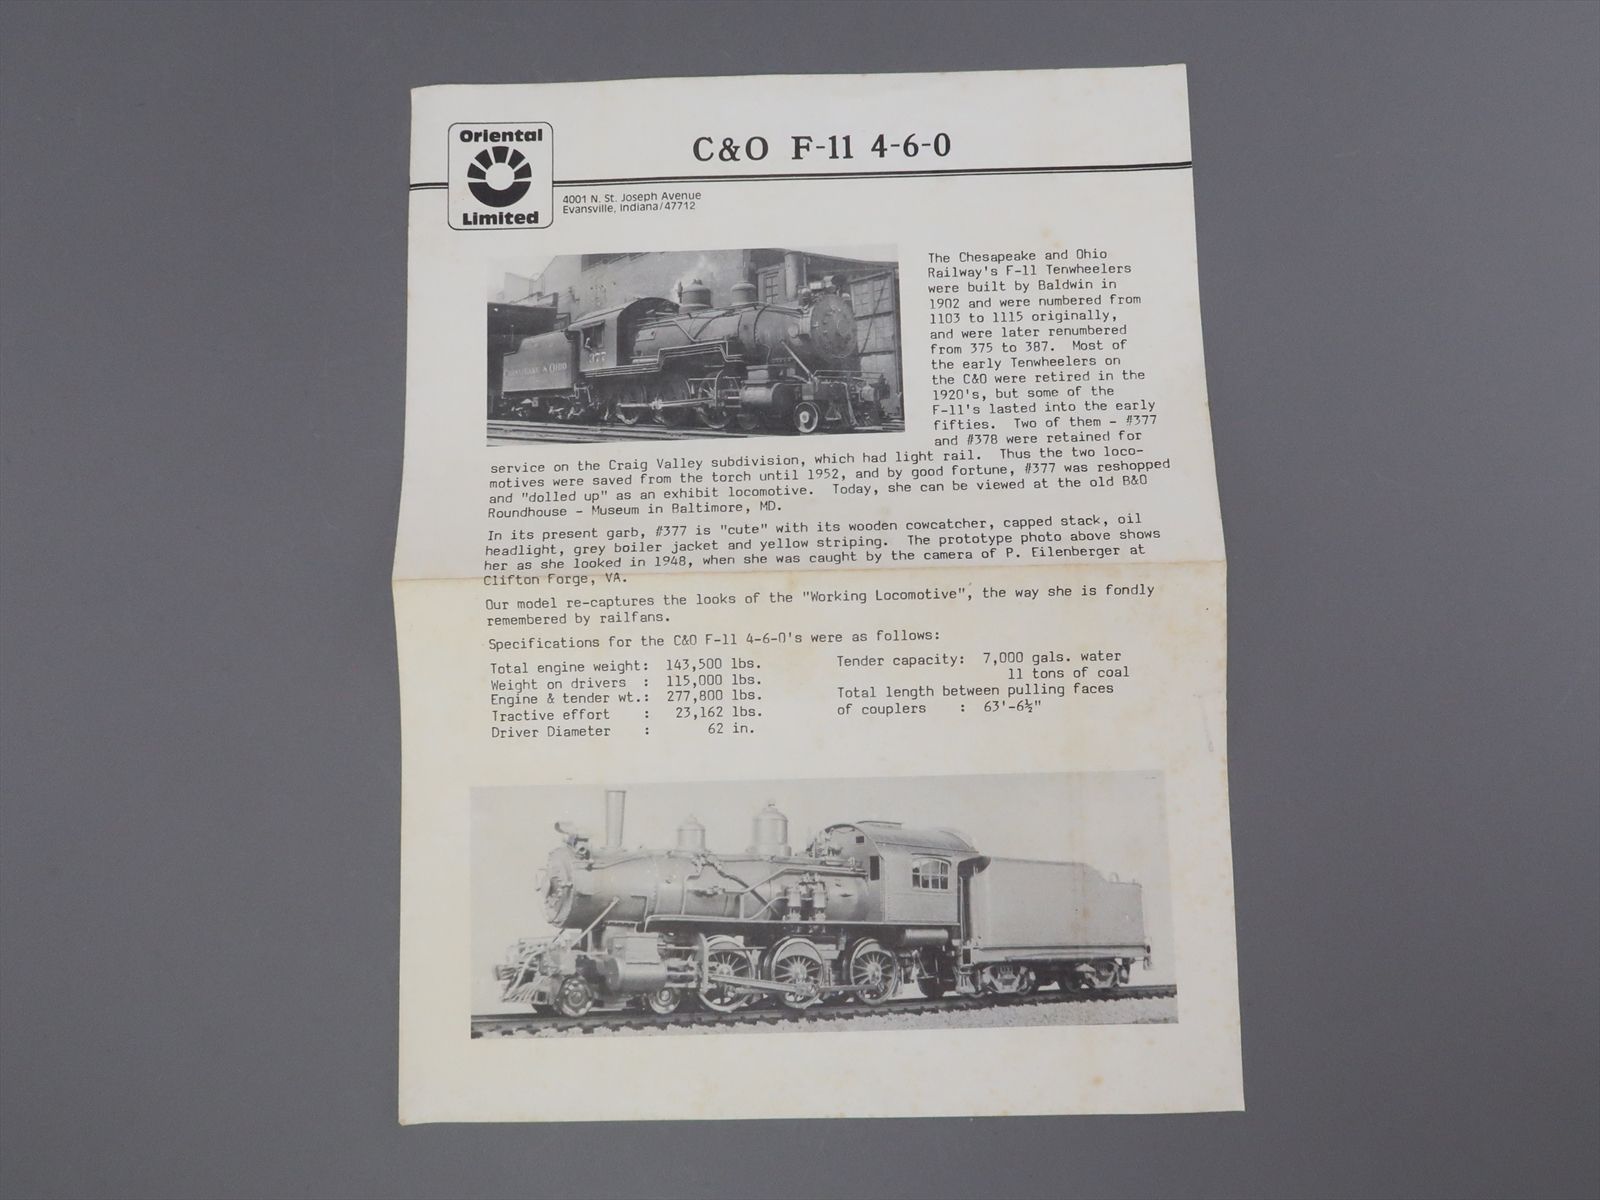 Oriental
Limited
C&O F-11 4-6-0
4001 N. St. Joseph Avenue
Evansville, Indiana/47712
CHESAPEAKE & OHIO
377
The Chesapeake and Ohio
Railway's F-11 Tenwheelers
were built by Baldwin in
1902 and were numbered from
1103 to 1115 originally,
and were later renumbered
from 375 to 387. Most of
the early Tenwheelers on
the C&O were retired in the
1920's, but some of the
F-11's lasted into the early
fifties. Two of them - #377
and #378 were retained for
service on the Craig Valley subdivision, which had light rail. Thus the two loco-
motives were saved from the torch until 1952, and by good fortune, #377 was reshopped
and "dolled up" as an exhibit locomotive. Today, she can be viewed at the old B&O
Roundhouse - Museum in Baltimore, MD.
In its present garb, #377 is "cute" with its wooden cowcatcher, capped stack, oil
headlight, grey boiler jacket and yellow striping. The prototype photo above shows
her as she looked in 1948, when she was caught by the camera of P. Eilenberger at
Clifton Forge, VA.
Our model re-captures the looks of the "Working Locomotive", the way she is fondly
remembered by railfans.
Specifications for the C&O F-11 4-6-0's were as follows:
Total engine weight: 143,500 lbs.
Weight on drivers : 115,000 lbs.
Engine & tender wt.: 277,800 lbs.
Tractive effort : 23,162 lbs.
Driver Diameter : 62 in.
Tender capacity: 7,000 gals. water
11 tons of coal
Total length between pulling faces
of couplers : 63'-6½"